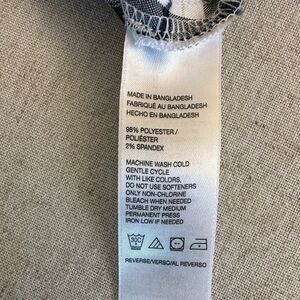 MADE IN BANGLADESH
FABRIQUÉ AU BANGLADESH
HECHO EN BANGLADESH
98% POLYESTER /
POLIÉSTER
2% SPANDEX
MACHINE WASH COLD
GENTLE CYCLE
WITH LIKE COLORS,
DO NOT USE SOFTENERS
ONLY NON-CHLORINE
BLEACH WHEN NEEDED
TUMBLE DRY MEDIUM
PERMANENT PRESS
IRON LOW IF NEEDED
REVERSE/VERSO/AL REVERSO